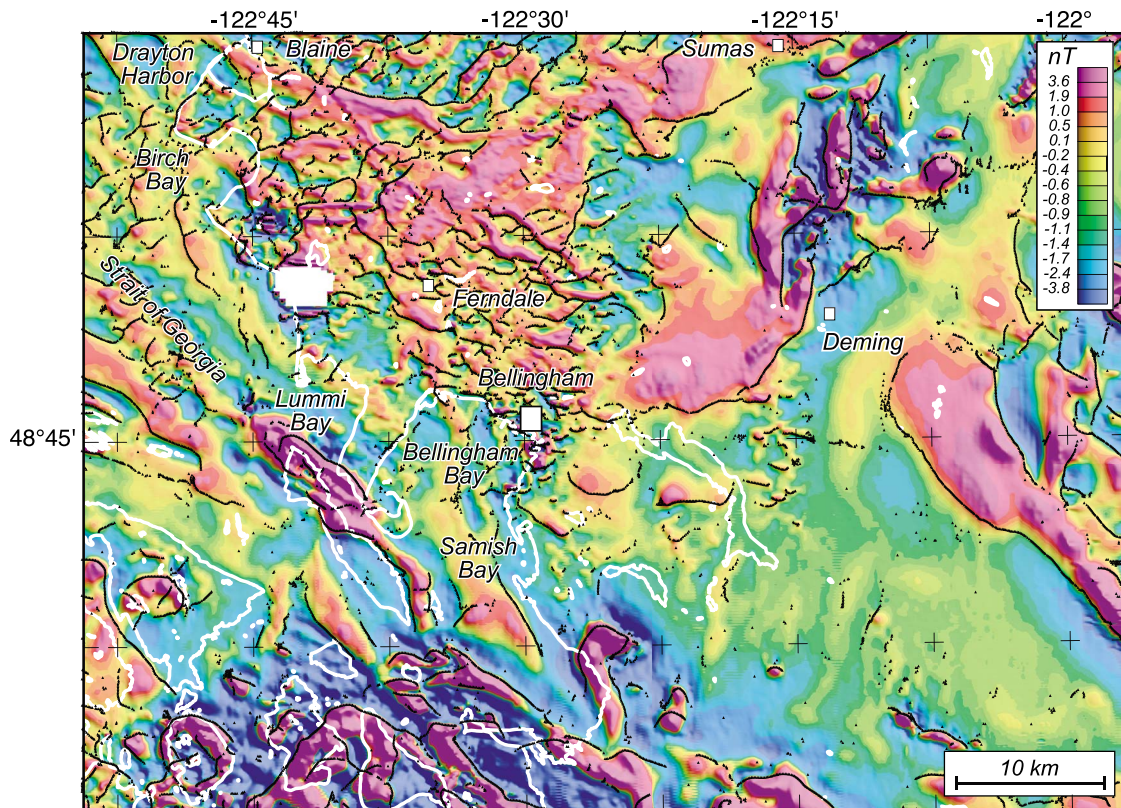 -122°45'
-122°30'
-122°15'
-122°
Drayton
Harbor
Blaine
Sumas
nT
3.6
1.9
1.0
0.5
0.1
-0.2
-0.4
-0.6
-0.8
-0.9
-1.1
-1.4
-1.7
-2.4
-3.8
Birch
Bay
Strait of Georgia
Ferndale
Deming
Bellingham
Lummi
Bay
48°45'
Bellingham
Bay
Samish
Bay
10 km